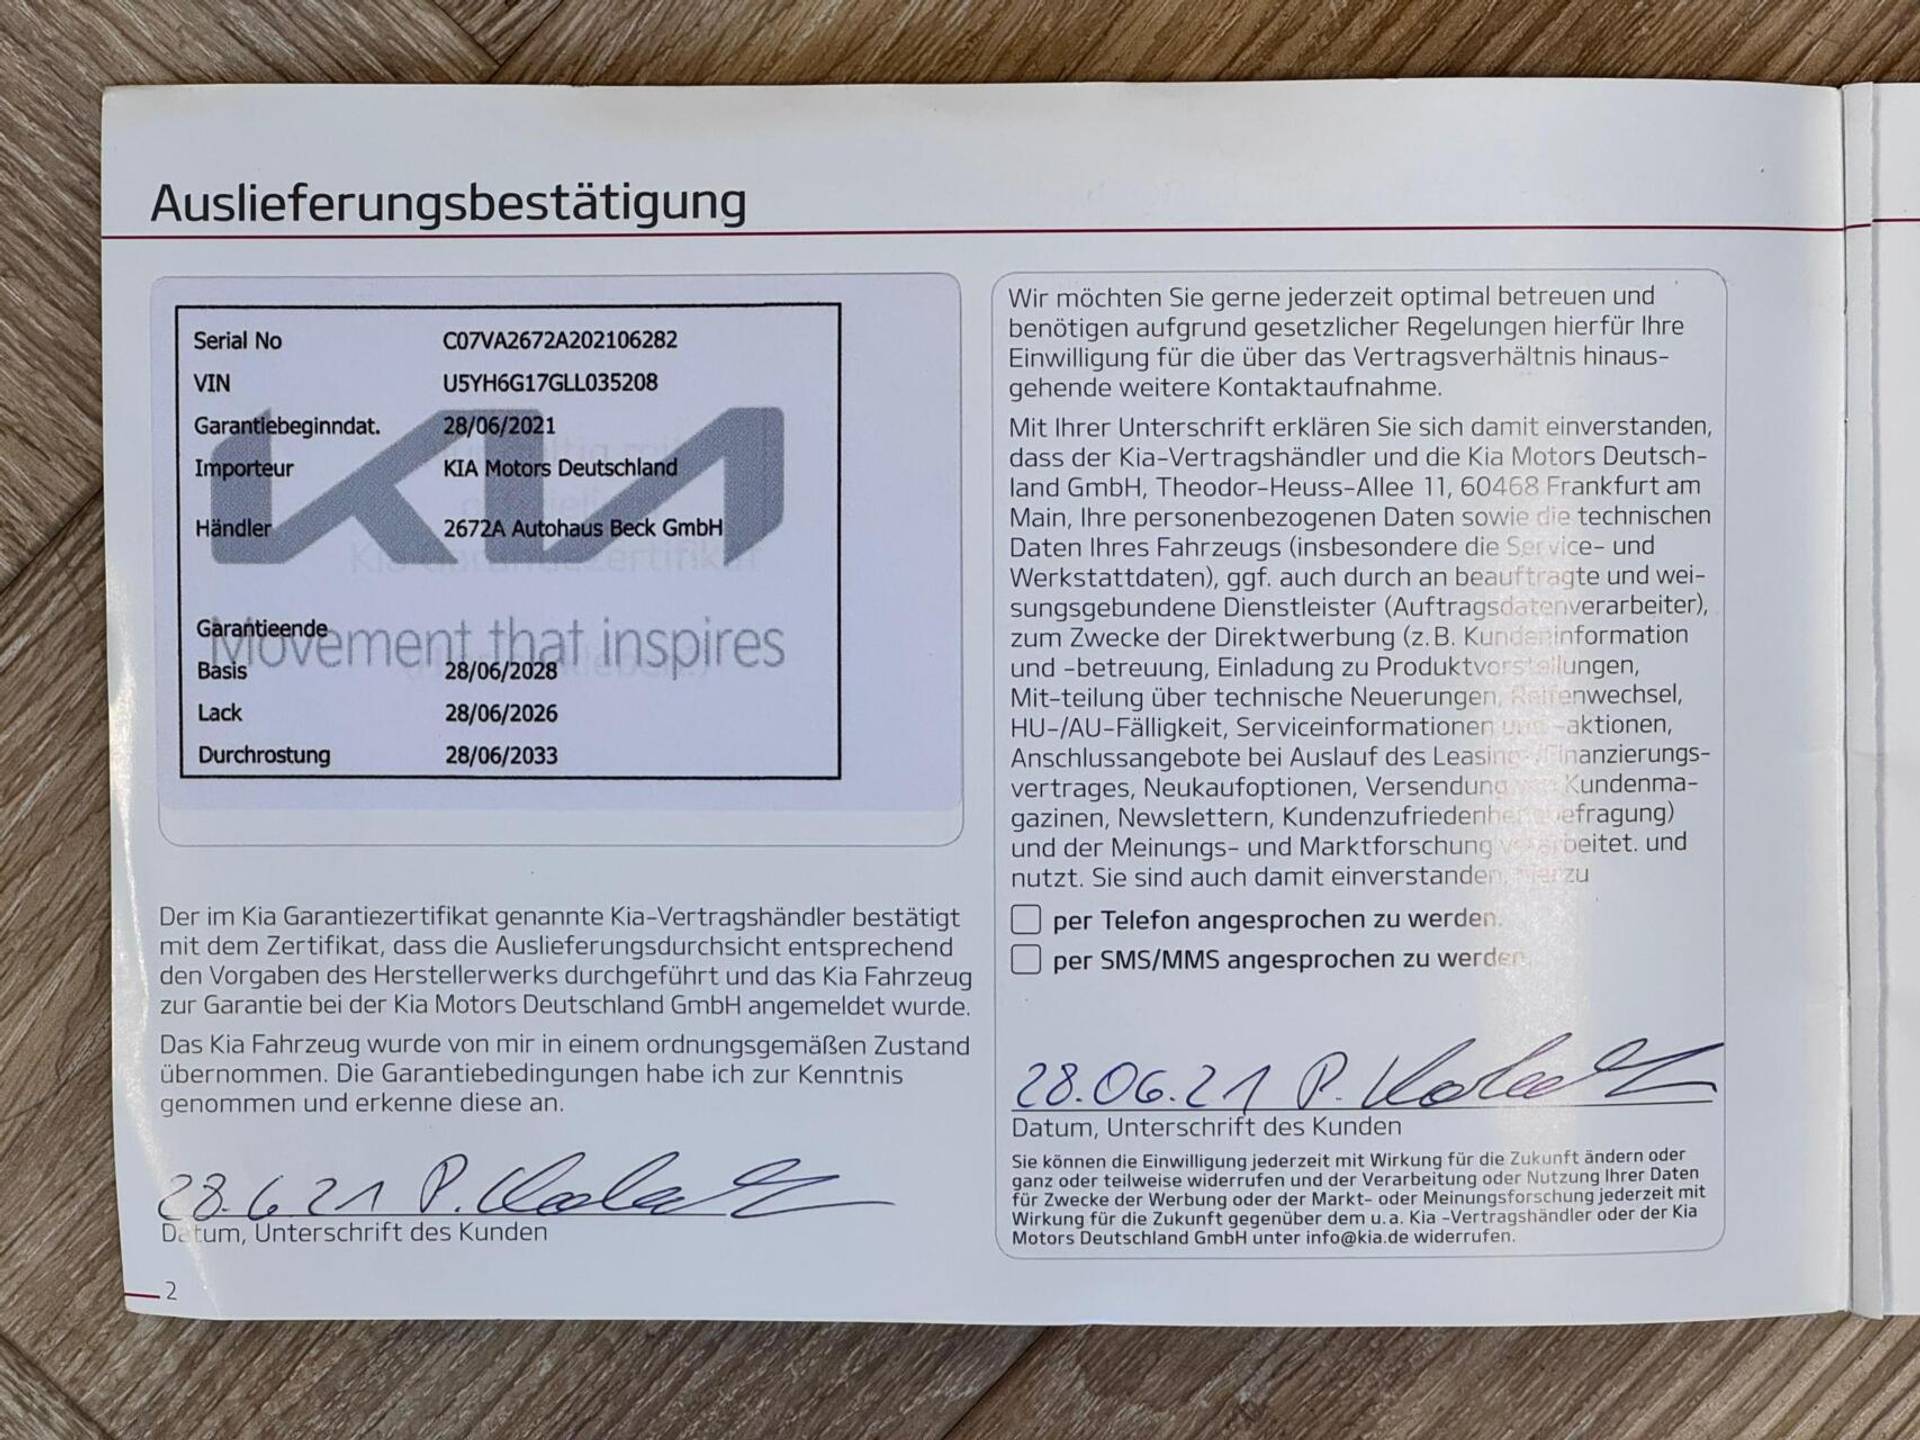 Auslieferungsbestätigung
Serial No C07VA2672A202106282
VIN U5YH6G17GLL035208
Garantiebeginndat. 28/06/2021
Importeur KIA Motors Deutschland
Händler 2672A Autohaus Beck GmbH
KIA
Movement that inspires
Garantieende
Basis 28/06/2028
Lack 28/06/2026
Durchrostung 28/06/2033
Der im Kia Garantiezertifikat genannte Kia-Vertragshändler bestätigt
mit dem Zertifikat, dass die Auslieferungsdurchsicht entsprechend
den Vorgaben des Herstellerwerks durchgeführt und das Kia Fahrzeug
zur Garantie bei der Kia Motors Deutschland GmbH angemeldet wurde.
Das Kia Fahrzeug wurde von mir in einem ordnungsgemäßen Zustand
übernommen. Die Garantiebedingungen habe ich zur Kenntnis
genommen und erkenne diese an.
28.6.21 P.
Datum, Unterschrift des Kunden
2
Wir möchten Sie gerne jederzeit optimal betreuen und
benötigen aufgrund gesetzlicher Regelungen hierfür Ihre
Einwilligung für die über das Vertragsverhältnis hinaus-
gehende weitere Kontaktaufnahme.
Mit Ihrer Unterschrift erklären Sie sich damit einverstanden,
dass der Kia-Vertragshändler und die Kia Motors Deutsch-
land GmbH, Theodor-Heuss-Allee 11, 60468 Frankfurt am
Main, Ihre personenbezogenen Daten sowie die technischen
Daten Ihres Fahrzeugs (insbesondere die Service- und
Werkstattdaten), ggf. auch durch an beauftragte und wei-
sungsgebundene Dienstleister (Auftragsdatenverarbeiter),
zum Zwecke der Direktwerbung (z.B. Kundeninformation
und -betreuung, Einladung zu Produktvorstellungen,
Mit-teilung über technische Neuerungen, Reifenwechsel,
HU-/AU-Fälligkeit, Serviceinformationen und -aktionen,
Anschlussangebote bei Auslauf des Leasing-/Finanzierungs-
vertrages, Neukaufoptionen, Versendung von Kundenma-
gazinen, Newslettern, Kundenzufriedenheitsbefragung)
und der Meinungs- und Marktforschung verarbeitet. und
nutzt. Sie sind auch damit einverstanden, hierzu
per Telefon angesprochen zu werden.
per SMS/MMS angesprochen zu werden
28.06.21 P.
Datum, Unterschrift des Kunden
Sie können die Einwilligung jederzeit mit Wirkung für die Zukunft ändern oder
ganz oder teilweise widerrufen und der Verarbeitung oder Nutzung Ihrer Daten
für Zwecke der Werbung oder der Markt- oder Meinungsforschung jederzeit mit
Wirkung für die Zukunft gegenüber dem u.a. Kia -Vertragshändler oder der Kia
Motors Deutschland GmbH unter info@kia.de widerrufen.